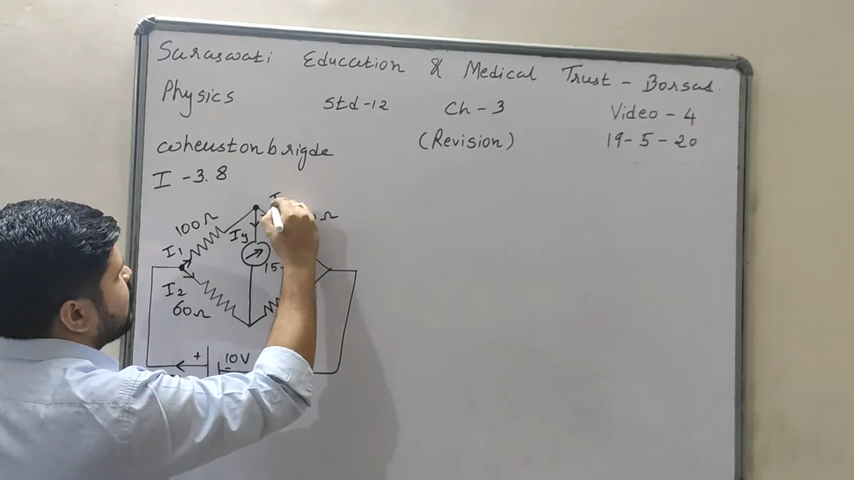 Saraswati Education & Medical Trust - Borsad.
Physics Std-12 Ch-3 Video-4
wheustonbrigde (Revision) 19-5-20
I-3.8
I
100Ω Ω
I1 Ig
15
I2
60Ω
+ 10V -